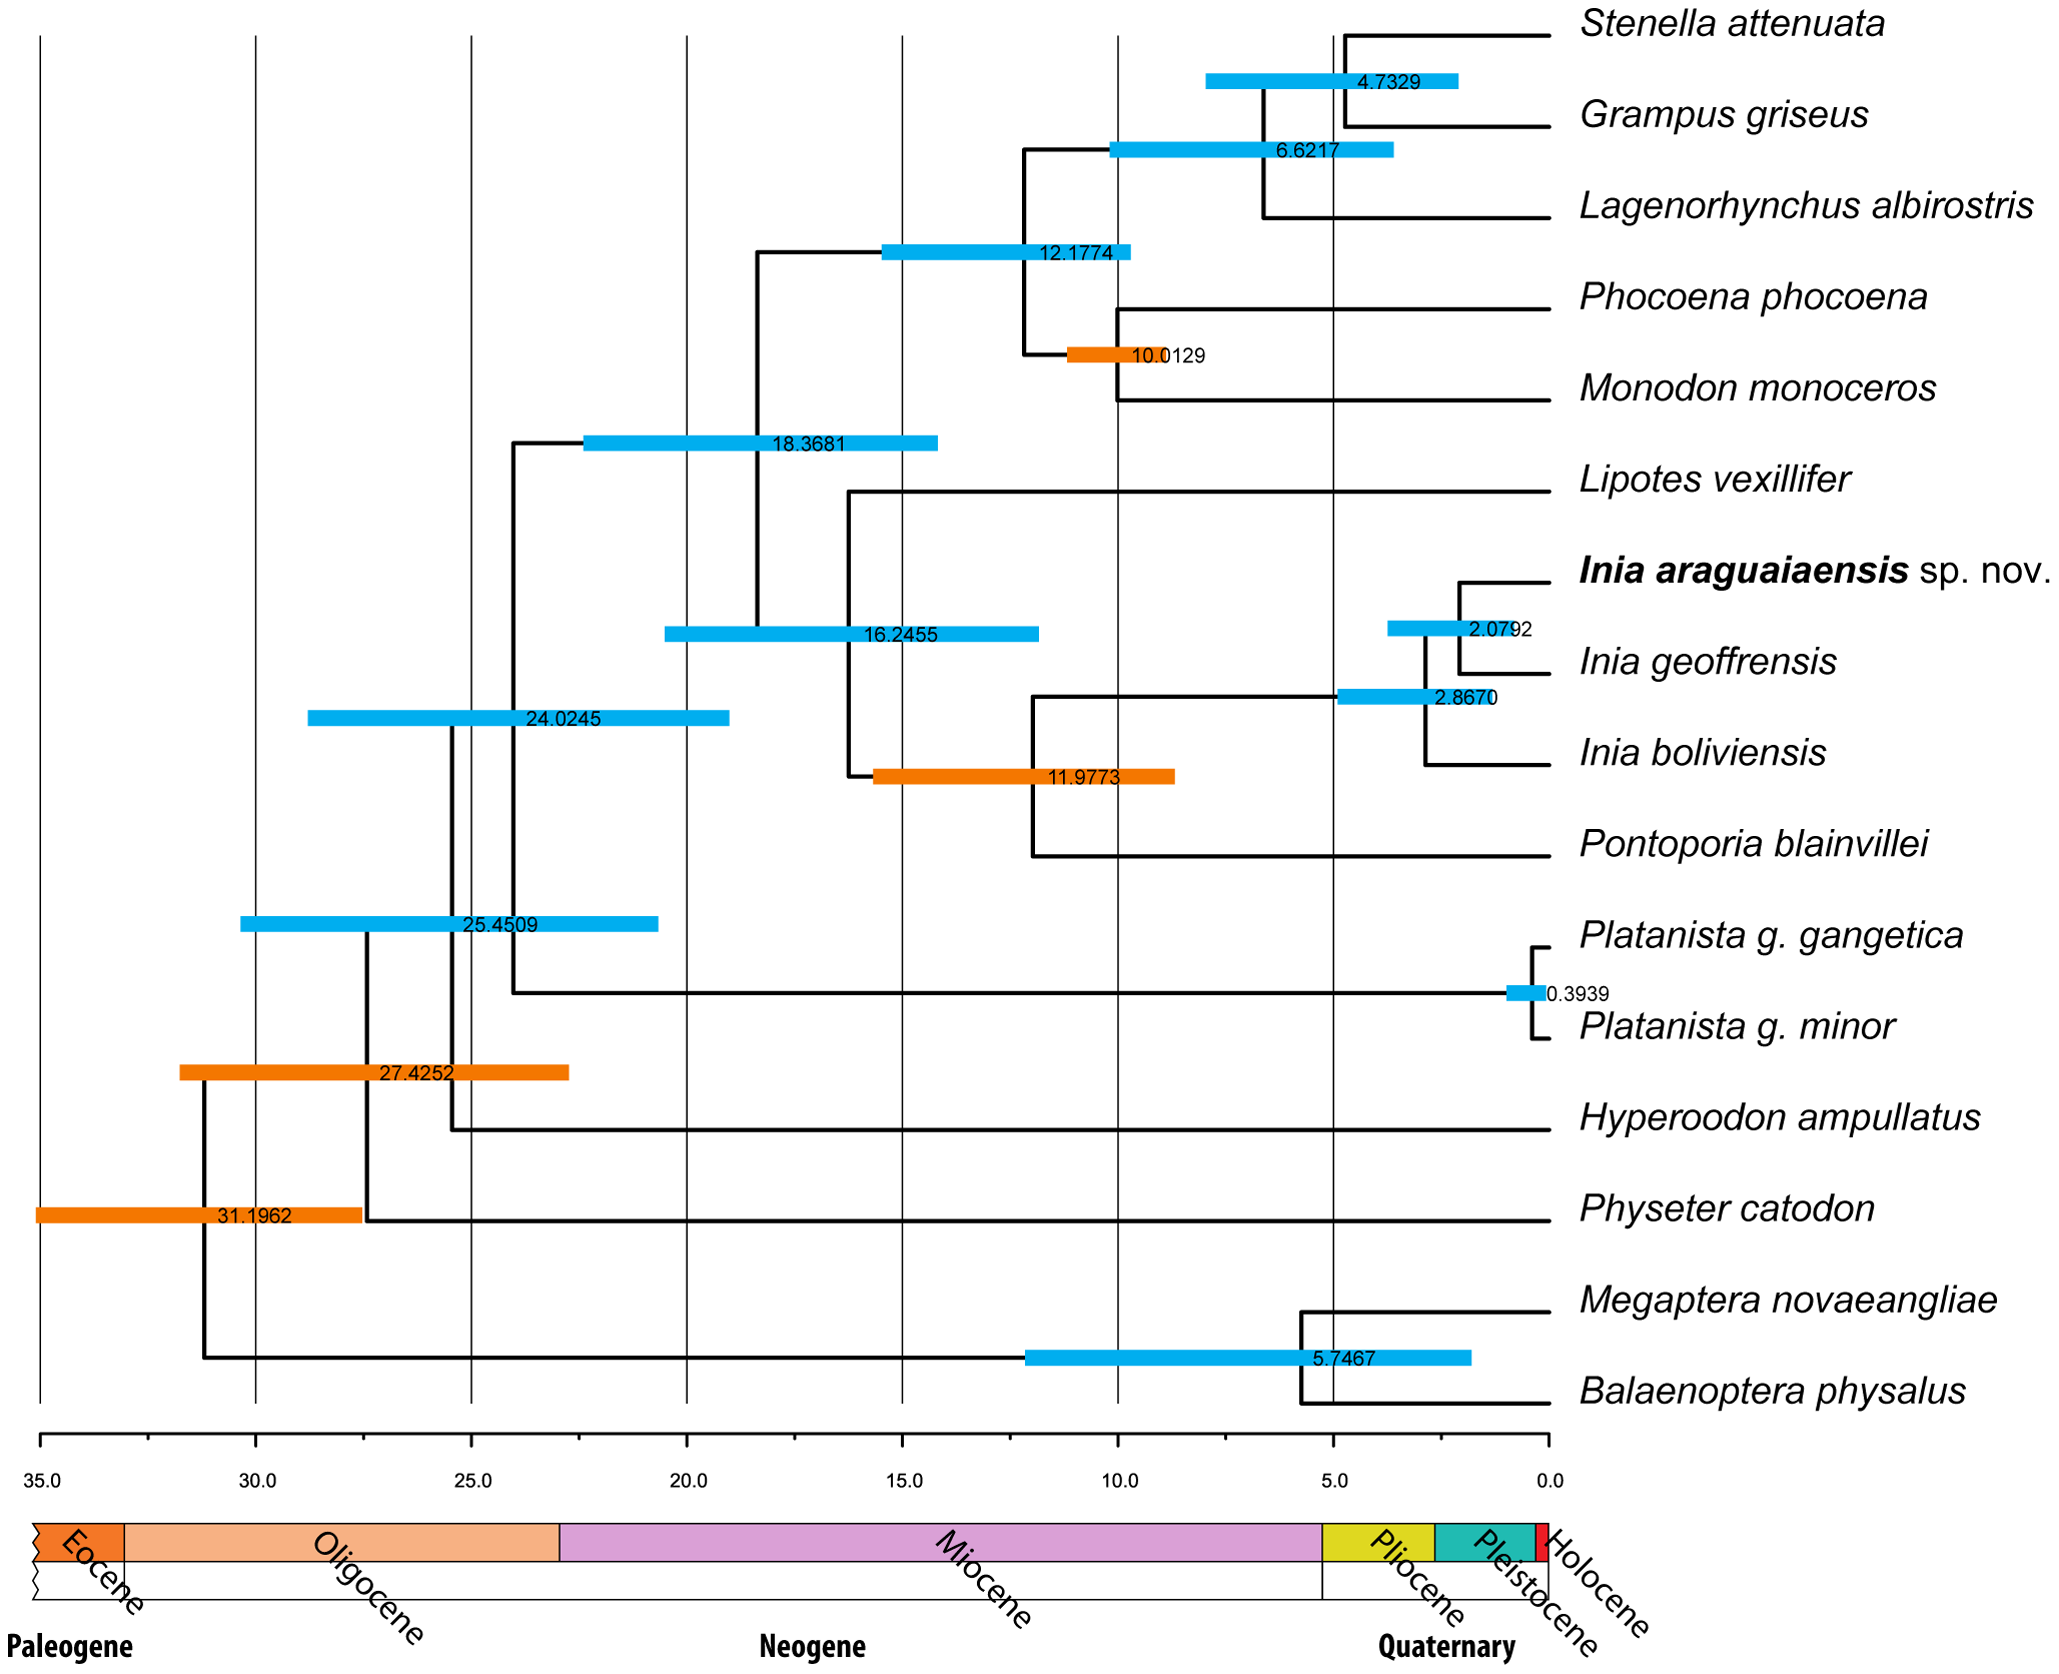 Stenella attenuata
4.7329
Grampus griseus
6.6217
Lagenorhynchus albirostris
12.1774
Phocoena phocoena
10.0129
Monodon monoceros
18.3681
Lipotes vexillifer
Inia araguaiaensis sp. nov.
2.0792
16.2455
Inia geoffrensis
2.8670
24.0245
Inia boliviensis
11.9773
Pontoporia blainvillei
25.4509
Platanista g. gangetica
0.3939
Platanista g. minor
27.4252
Hyperoodon ampullatus
Physeter catodon
31.1962
Megaptera novaeangliae
5.7467
Balaenoptera physalus
35.0 30.0 25.0 20.0 15.0 10.0 5.0 0.0
Eocene Oligocene Miocene Pliocene Pleistocene Holocene
Paleogene Neogene Quaternary